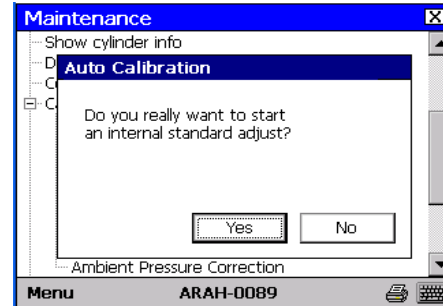 Maintenance
Show cylinder info
Auto Calibration
Do you really want to start
an internal standard adjust?
Yes
No
Ambient Pressure Correction
Menu
ARAH-0089